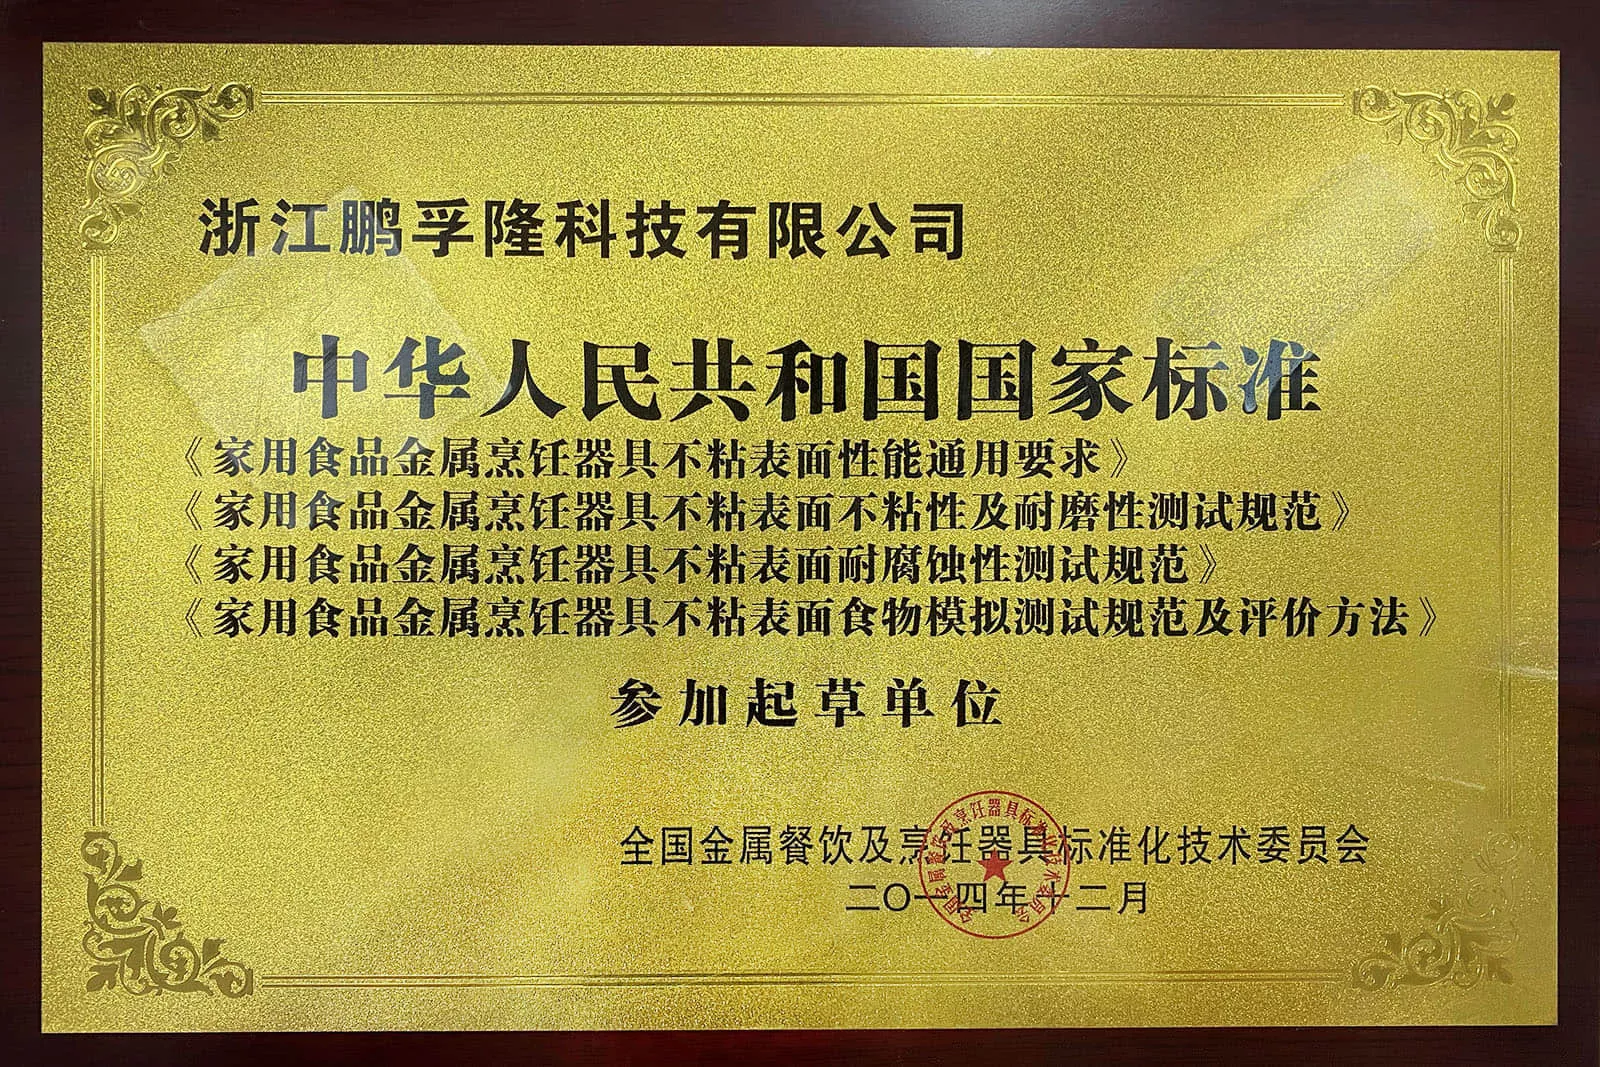 浙江鹏孚隆科技有限公司
中华人民共和国国家标准
《家用食品金属烹饪器具不粘表面性能通用要求》
《家用食品金属烹饪器具不粘表面不粘性及耐磨性测试规范》
《家用食品金属烹饪器具不粘表面耐腐蚀性测试规范》
《家用食品金属烹饪器具不粘表面食物模拟测试规范及评价方法》
参加起草单位
全国金属餐饮及烹饪器具标准化技术委员会
二〇一四年十二月